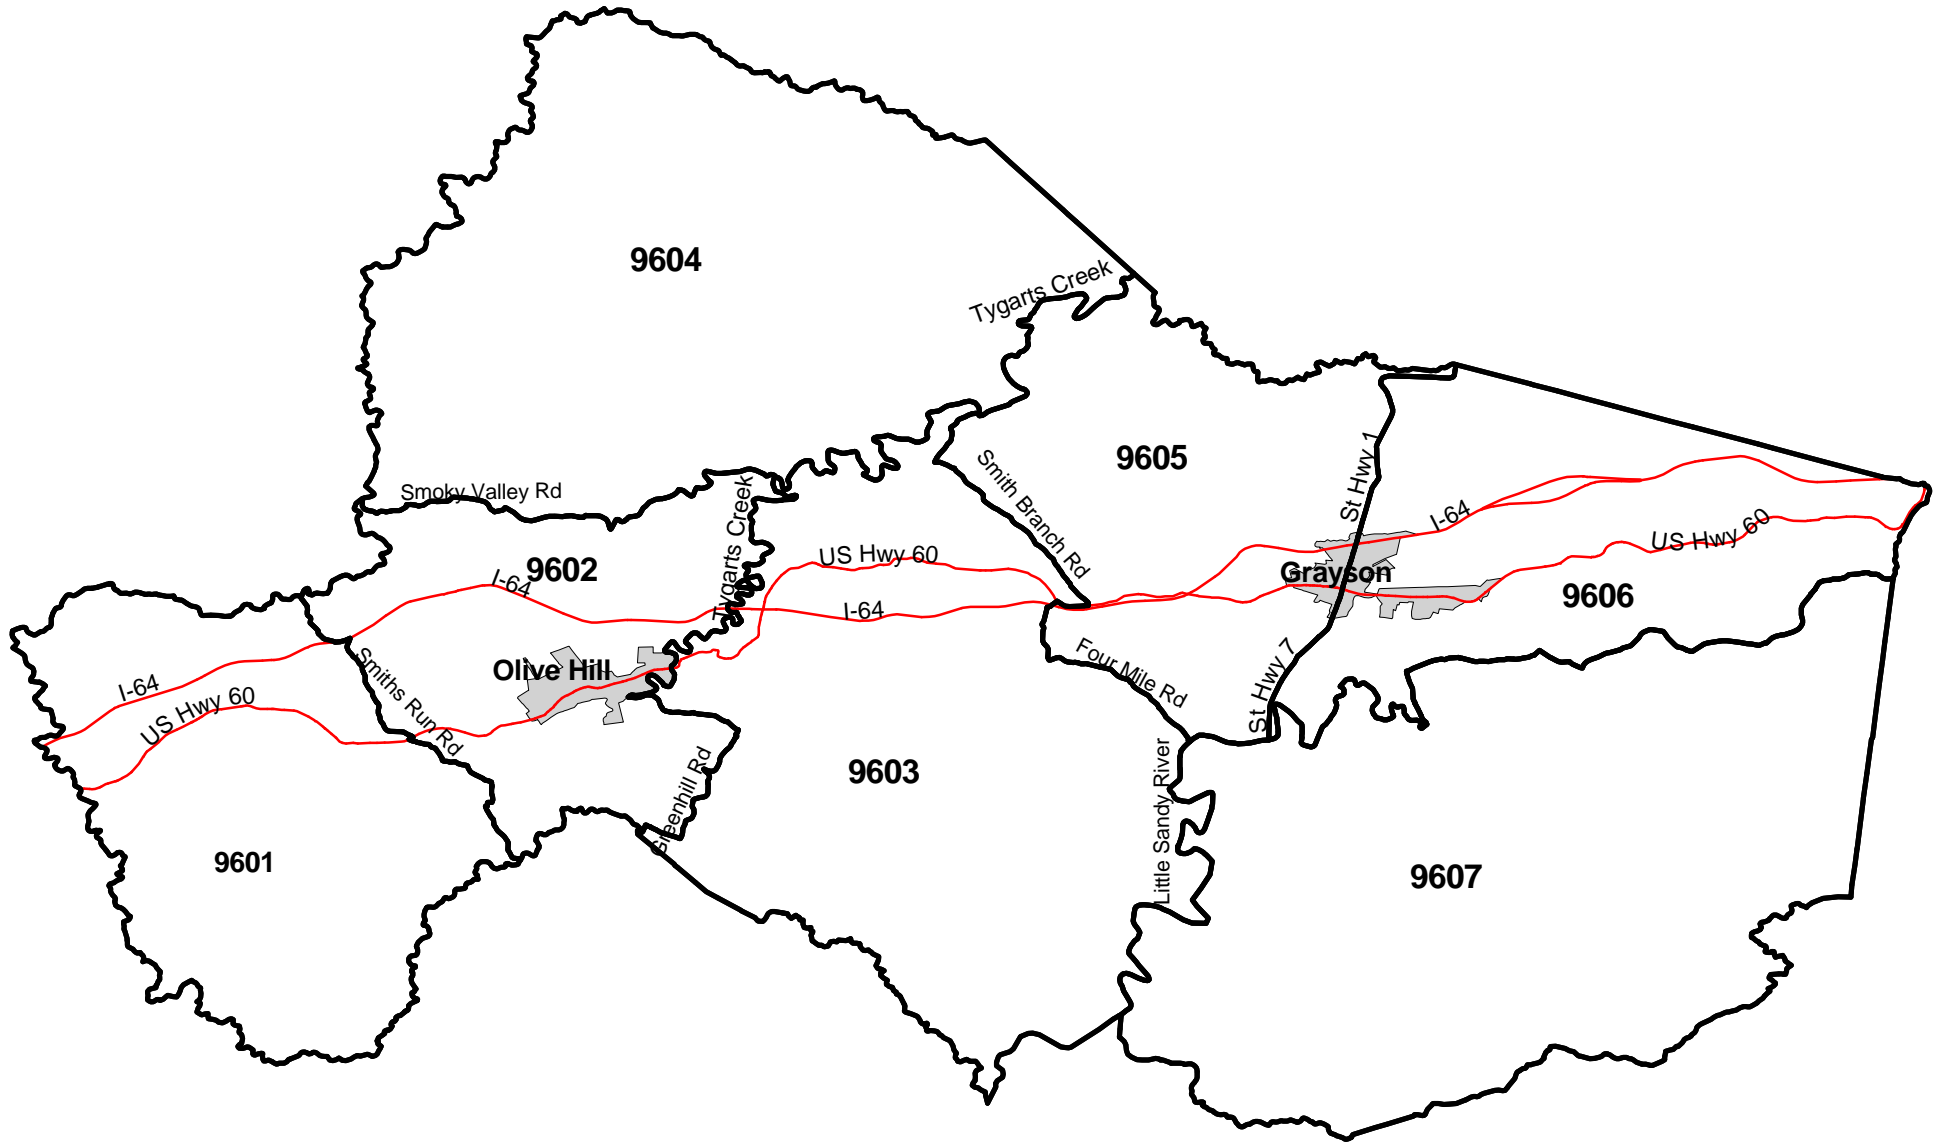 9604
Tygarts Creek
9605
St Hwy 1
Smith Branch Rd
Smoky Valley Rd
Tygarts Creek
I-64
US Hwy 60
9602
I-64
US Hwy 60
I-64
Grayson
9606
Olive Hill
Smiths Run Rd
I-64
US Hwy 60
Four Mile Rd
St Hwy 7
Greenhill Rd
9603
Little Sandy River
9601
9607